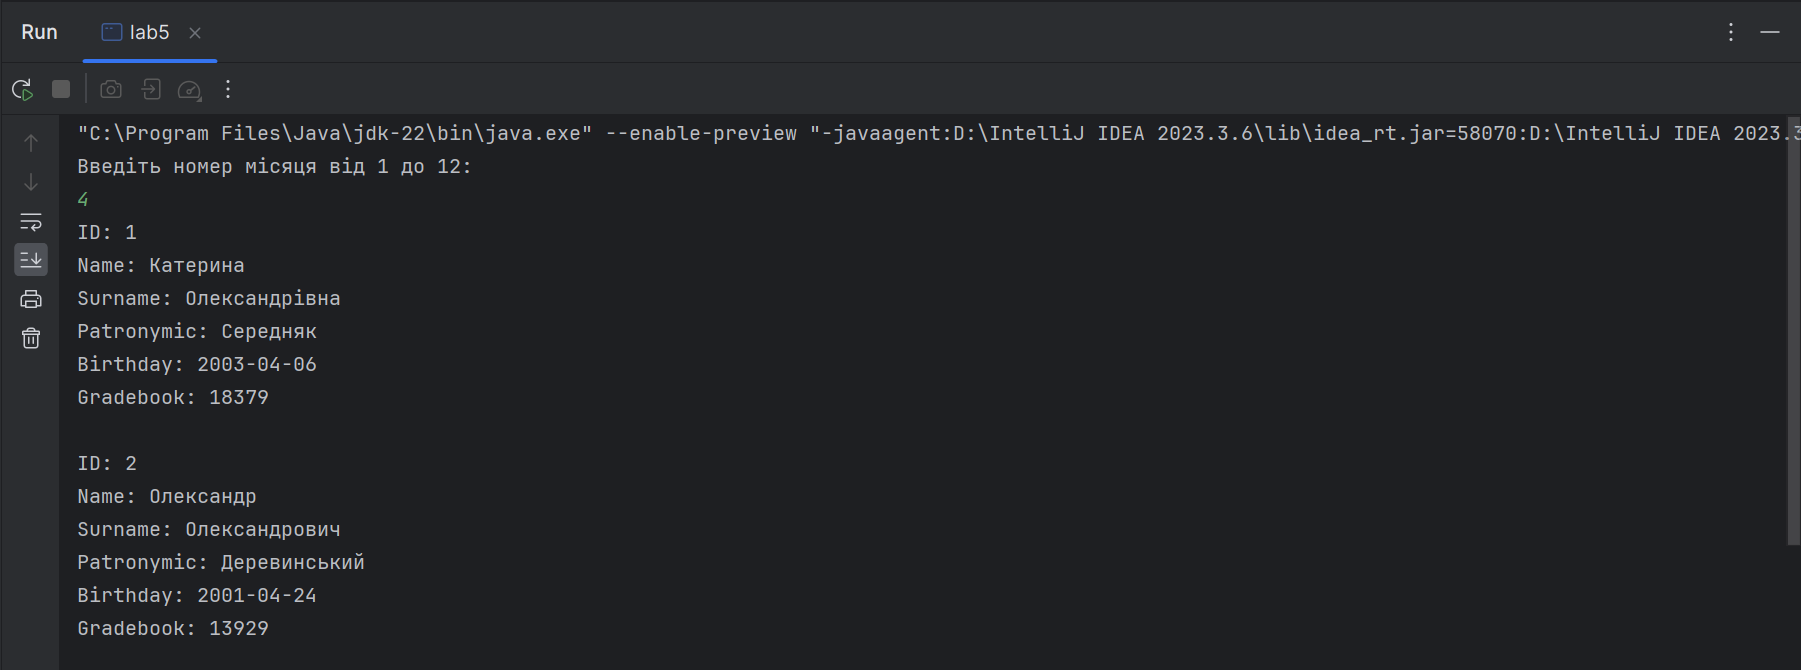 Run lab5
"C:\Program Files\Java\jdk-22\bin\java.exe" --enable-preview "-javaagent:D:\IntelliJ IDEA 2023.3.6\lib\idea_rt.jar=58070:D:\IntelliJ IDEA 2023.3
Введіть номер місяця від 1 до 12:
4
ID: 1
Name: Катерина
Surname: Олександрівна
Patronymic: Середняк
Birthday: 2003-04-06
Gradebook: 18379
ID: 2
Name: Олександр
Surname: Олександрович
Patronymic: Деревинський
Birthday: 2001-04-24
Gradebook: 13929